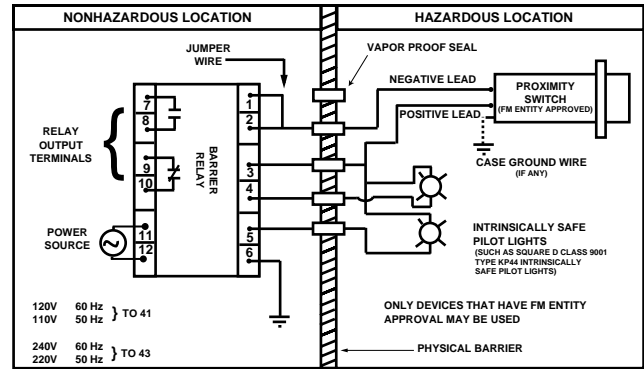 NONHAZARDOUS LOCATION
HAZARDOUS LOCATION
JUMPER
WIRE
VAPOR PROOF SEAL
NEGATIVE LEAD
POSITIVE LEAD
PROXIMITY
SWITCH
(FM ENTITY APPROVED)
CASE GROUND WIRE
(IF ANY)
RELAY
OUTPUT
TERMINALS
7
8
9
10
11
12
BARRIER
RELAY
1
2
3
4
5
6
POWER
SOURCE
INTRINSICALLY SAFE
PILOT LIGHTS
(SUCH AS SQUARE D CLASS 9001
TYPE KP44 INTRINSICALLY
SAFE PILOT LIGHTS)
120V 60 Hz
110V 50 Hz } TO 41
240V 60 Hz
220V 50 Hz } TO 43
ONLY DEVICES THAT HAVE FM ENTITY
APPROVAL MAY BE USED
PHYSICAL BARRIER